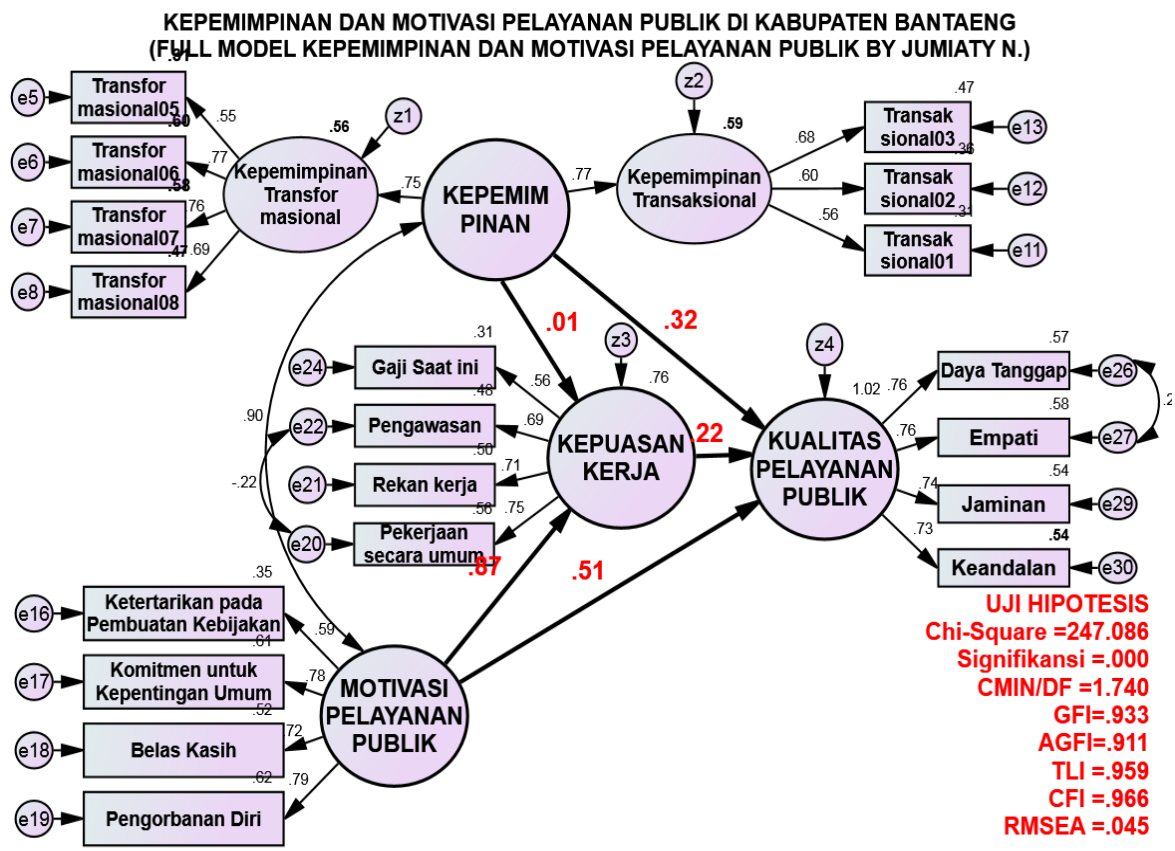 KEPEMIMPINAN DAN MOTIVASI PELAYANAN PUBLIK DI KABUPATEN BANTAENG
(FULL MODEL KEPEMIMPINAN DAN MOTIVASI PELAYANAN PUBLIK BY JUMIATY N.)
e5
Transfor
masional05
.55
e6
.60
Transfor
masional06
.77
e7
.58
Transfor
masional07
.76
e8
.47
Transfor
masional08
.69
.56
z1
Kepemimpinan
Transfor
masional
.75
KEPEMIM
PINAN
.77
z2
.59
Kepemimpinan
Transaksional
.68
.60
.56
.47
Transak
sional03
e13
.36
Transak
sional02
e12
.31
Transak
sional01
e11
.01
.32
.90
-.22
e24
.31
Gaji Saat ini
.56
e22
.48
Pengawasan
.69
e21
.50
Rekan kerja
.71
e20
.56
Pekerjaan
secara umum
.75
z3
.76
KEPUASAN
KERJA
.22
z4
1.02
KUALITAS
PELAYANAN
PUBLIK
.76
.76
.74
.73
.57
Daya Tanggap
e26
.58
Empati
e27
.54
Jaminan
e29
.54
Keandalan
e30
.87
.51
e16
.35
Ketertarikan pada
Pembuatan Kebijakan
.59
e17
.61
Komitmen untuk
Kepentingan Umum
.78
e18
.52
Belas Kasih
.72
e19
.62
Pengorbanan Diri
.79
MOTIVASI
PELAYANAN
PUBLIK
UJI HIPOTESIS
Chi-Square =247.086
Signifikansi =.000
CMIN/DF =1.740
GFI=.933
AGFI=.911
TLI =.959
CFI =.966
RMSEA =.045